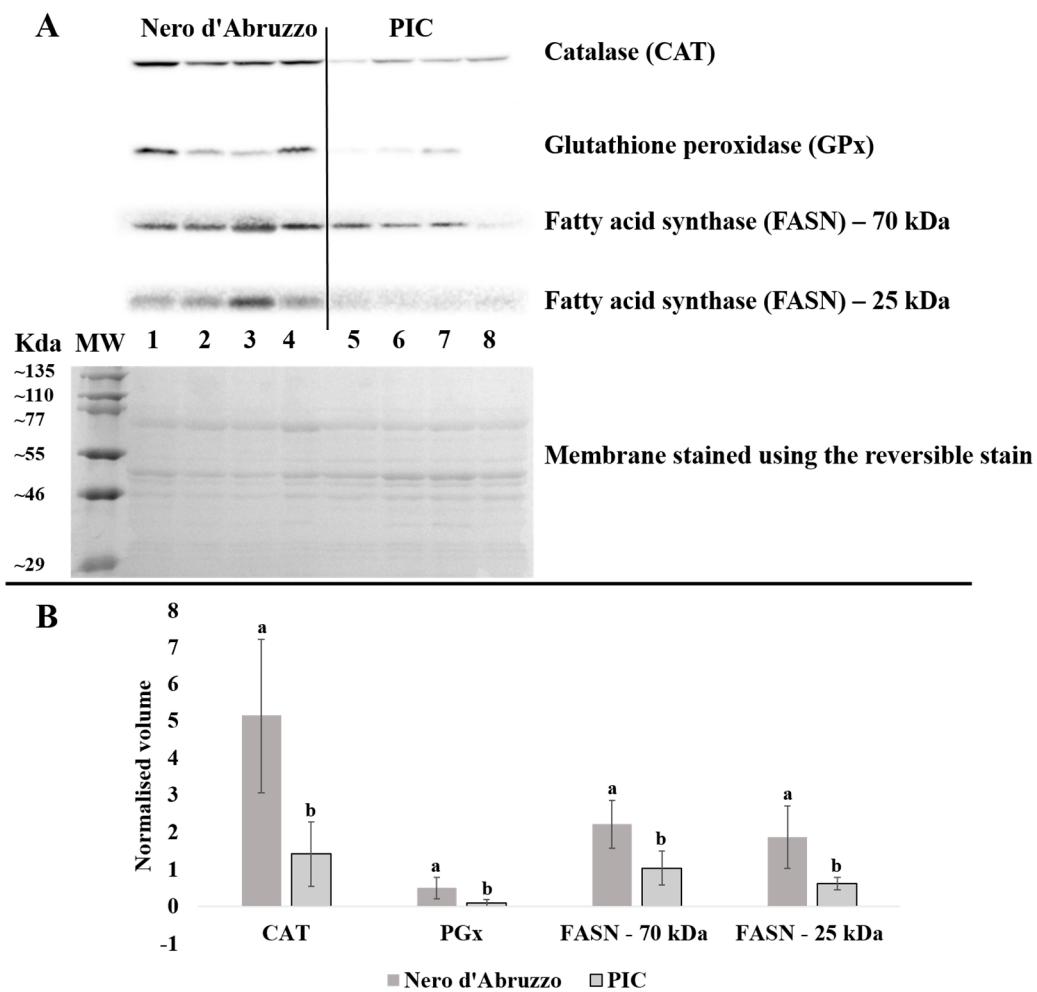 A
Nero d'Abruzzo PIC
Catalase (CAT)
Glutathione peroxidase (GPx)
Fatty acid synthase (FASN) – 70 kDa
Fatty acid synthase (FASN) – 25 kDa
Kda MW 1 2 3 4 5 6 7 8
~135
~110
~77
~55
~46
~29
Membrane stained using the reversible stain
B
Normalised volume
8
7
6
5
4
3
2
1
0
-1
a b
a b
a b
a b
CAT PGx FASN - 70 kDa FASN - 25 kDa
Nero d'Abruzzo PIC